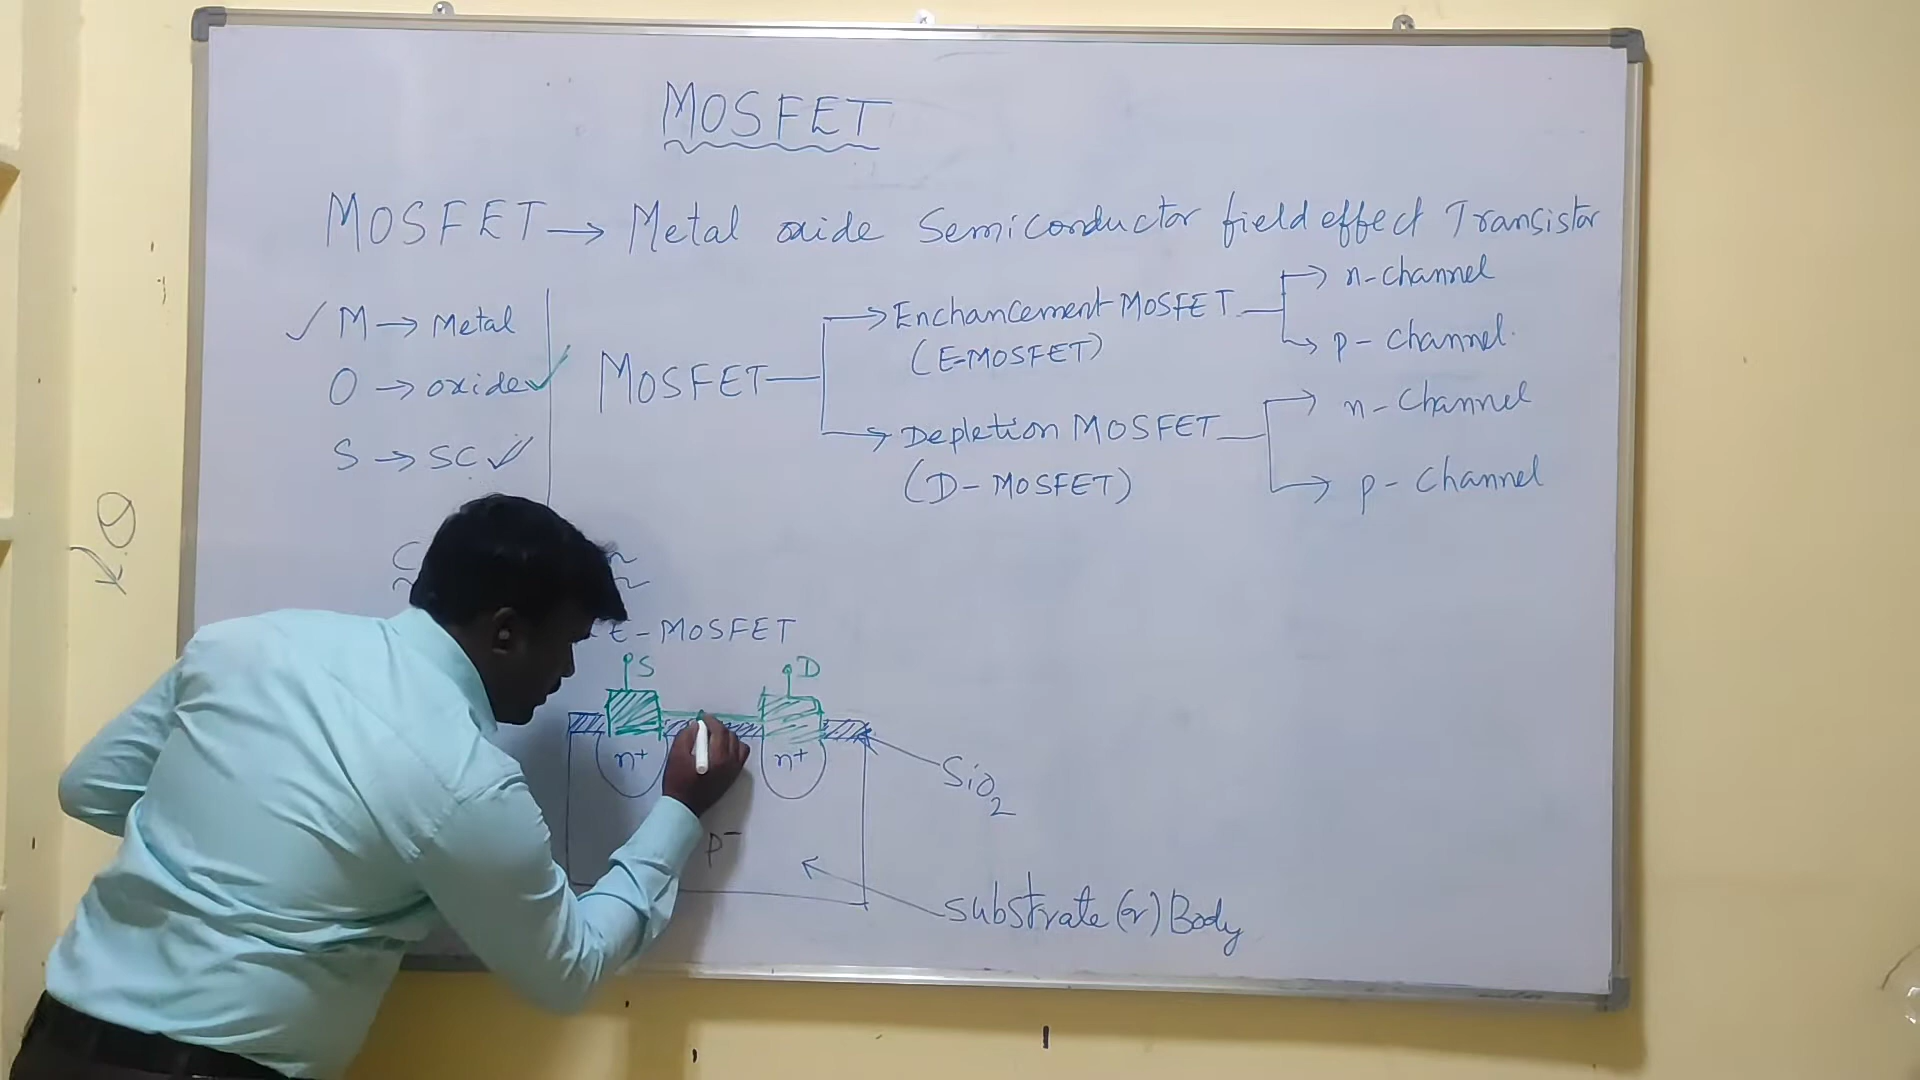 MOSFET
MOSFET → Metal oxide Semiconductor field effect Transistor
✓ M → Metal
O → oxide ✓
S → SC ✓
MOSFET
→ Enchancement MOSFET
(E-MOSFET)
→ n-channel
→ p-channel.
→ Depletion MOSFET
(D-MOSFET)
→ n-Channel
→ p-Channel
E-MOSFET
S
D
n+
n+
SiO2
p-
substrate (or) Body
K.O